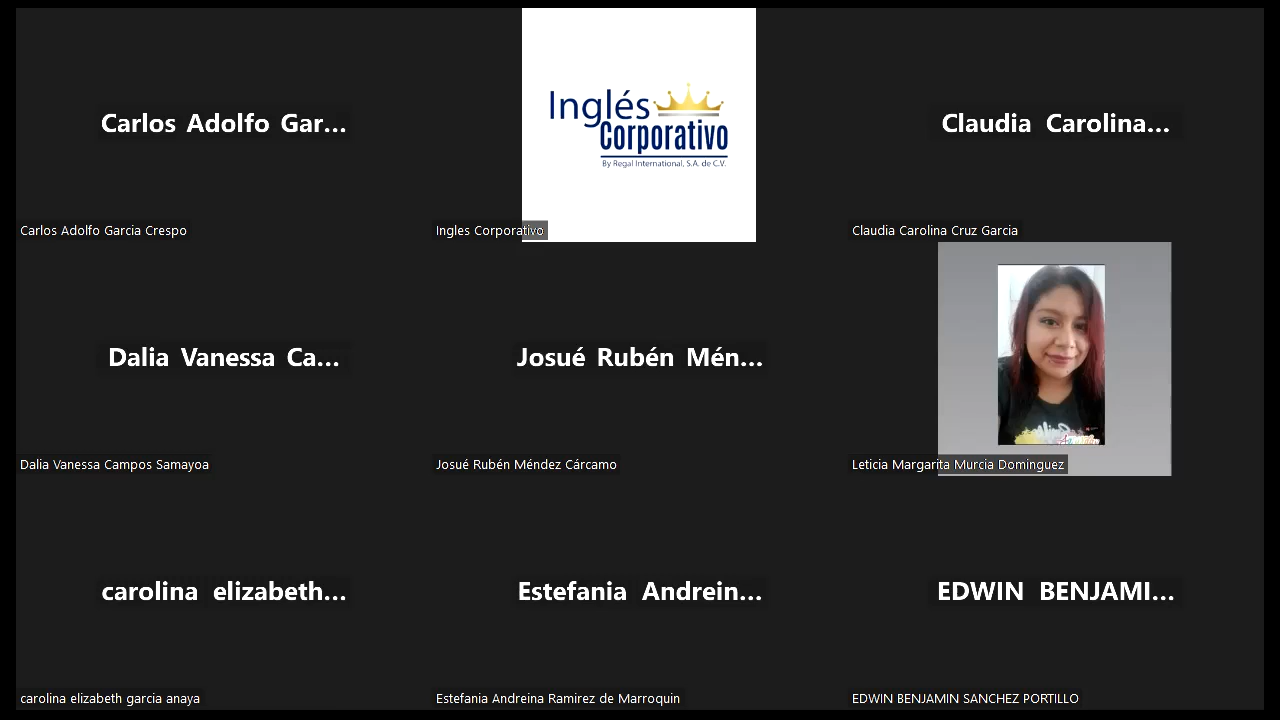 Carlos Adolfo Gar...
Carlos Adolfo Garcia Crespo
Inglés
Corporativo
By Regal International, S.A. de C.V.
Ingles Corporativo
Claudia Carolina...
Claudia Carolina Cruz Garcia
Dalia Vanessa Ca...
Dalia Vanessa Campos Samayoa
Josué Rubén Mén...
Josué Rubén Méndez Cárcamo
Leticia Margarita Murcia Dominguez
carolina elizabeth...
carolina elizabeth garcia anaya
Estefania Andrein...
Estefania Andreina Ramirez de Marroquin
EDWIN BENJAMI...
EDWIN BENJAMIN SANCHEZ PORTILLO